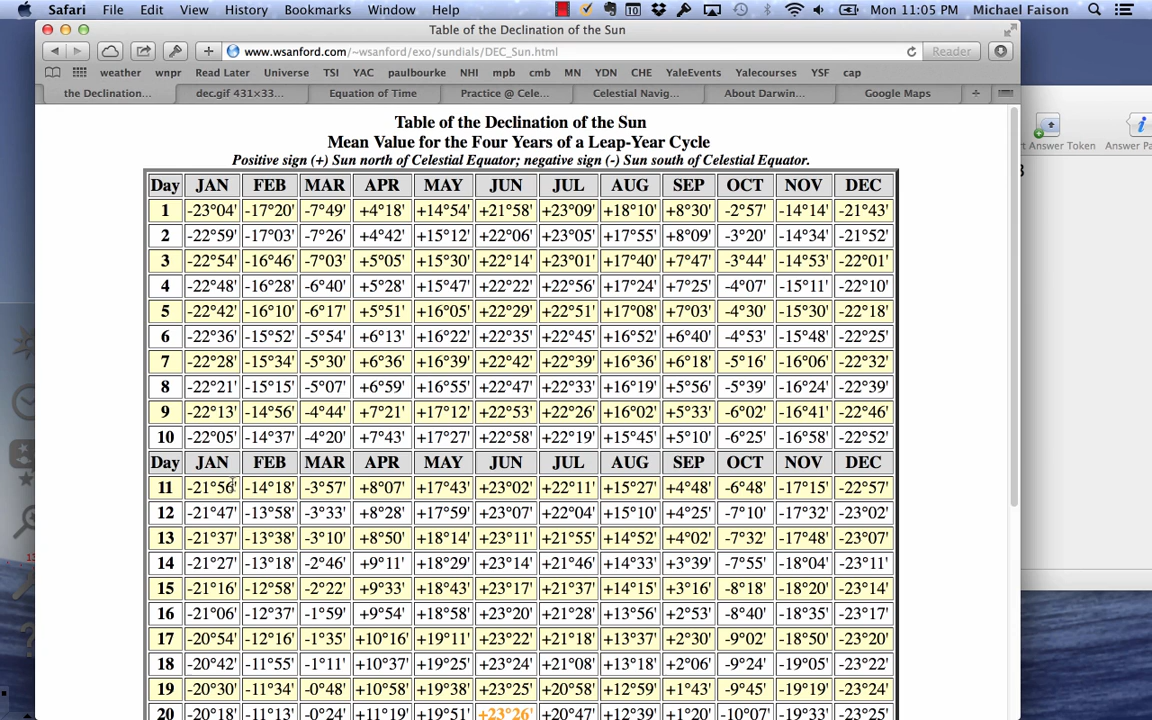 Safari File Edit View History Bookmarks Window Help 10 Mon 11:05 PM Michael Faison
Table of the Declination of the Sun
www.wsanford.com/~wsanford/exo/sundials/DEC_Sun.html Reader
weather wnpr Read Later Universe TSI YAC paulbourke NHI mpb cmb MN YDN CHE YaleEvents Yalecourses YSF cap
the Declination... dec.gif 431×33... Equation of Time Practice @ Cele... Celestial Navig... About Darwin... Google Maps
rt Answer Token Answer Pa
Table of the Declination of the Sun
Mean Value for the Four Years of a Leap-Year Cycle
Positive sign (+) Sun north of Celestial Equator; negative sign (-) Sun south of Celestial Equator.
Day JAN FEB MAR APR MAY JUN JUL AUG SEP OCT NOV DEC
1 -23°04' -17°20' -7°49' +4°18' +14°54' +21°58' +23°09' +18°10' +8°30' -2°57' -14°14' -21°43'
2 -22°59' -17°03' -7°26' +4°42' +15°12' +22°06' +23°05' +17°55' +8°09' -3°20' -14°34' -21°52'
3 -22°54' -16°46' -7°03' +5°05' +15°30' +22°14' +23°01' +17°40' +7°47' -3°44' -14°53' -22°01'
4 -22°48' -16°28' -6°40' +5°28' +15°47' +22°22' +22°56' +17°24' +7°25' -4°07' -15°11' -22°10'
5 -22°42' -16°10' -6°17' +5°51' +16°05' +22°29' +22°51' +17°08' +7°03' -4°30' -15°30' -22°18'
6 -22°36' -15°52' -5°54' +6°13' +16°22' +22°35' +22°45' +16°52' +6°40' -4°53' -15°48' -22°25'
7 -22°28' -15°34' -5°30' +6°36' +16°39' +22°42' +22°39' +16°36' +6°18' -5°16' -16°06' -22°32'
8 -22°21' -15°15' -5°07' +6°59' +16°55' +22°47' +22°33' +16°19' +5°56' -5°39' -16°24' -22°39'
9 -22°13' -14°56' -4°44' +7°21' +17°12' +22°53' +22°26' +16°02' +5°33' -6°02' -16°41' -22°46'
10 -22°05' -14°37' -4°20' +7°43' +17°27' +22°58' +22°19' +15°45' +5°10' -6°25' -16°58' -22°52'
Day JAN FEB MAR APR MAY JUN JUL AUG SEP OCT NOV DEC
11 -21°56' -14°18' -3°57' +8°07' +17°43' +23°02' +22°11' +15°27' +4°48' -6°48' -17°15' -22°57'
12 -21°47' -13°58' -3°33' +8°28' +17°59' +23°07' +22°04' +15°10' +4°25' -7°10' -17°32' -23°02'
13 -21°37' -13°38' -3°10' +8°50' +18°14' +23°11' +21°55' +14°52' +4°02' -7°32' -17°48' -23°07'
14 -21°27' -13°18' -2°46' +9°11' +18°29' +23°14' +21°46' +14°33' +3°39' -7°55' -18°04' -23°11'
15 -21°16' -12°58' -2°22' +9°33' +18°43' +23°17' +21°37' +14°15' +3°16' -8°18' -18°20' -23°14'
16 -21°06' -12°37' -1°59' +9°54' +18°58' +23°20' +21°28' +13°56' +2°53' -8°40' -18°35' -23°17'
17 -20°54' -12°16' -1°35' +10°16' +19°11' +23°22' +21°18' +13°37' +2°30' -9°02' -18°50' -23°20'
18 -20°42' -11°55' -1°11' +10°37' +19°25' +23°24' +21°08' +13°18' +2°06' -9°24' -19°05' -23°22'
19 -20°30' -11°34' -0°48' +10°58' +19°38' +23°25' +20°58' +12°59' +1°43' -9°45' -19°19' -23°24'
20 -20°18' -11°13' -0°24' +11°19' +19°51' +23°26' +20°47' +12°39' +1°20' -10°07' -19°33' -23°25'